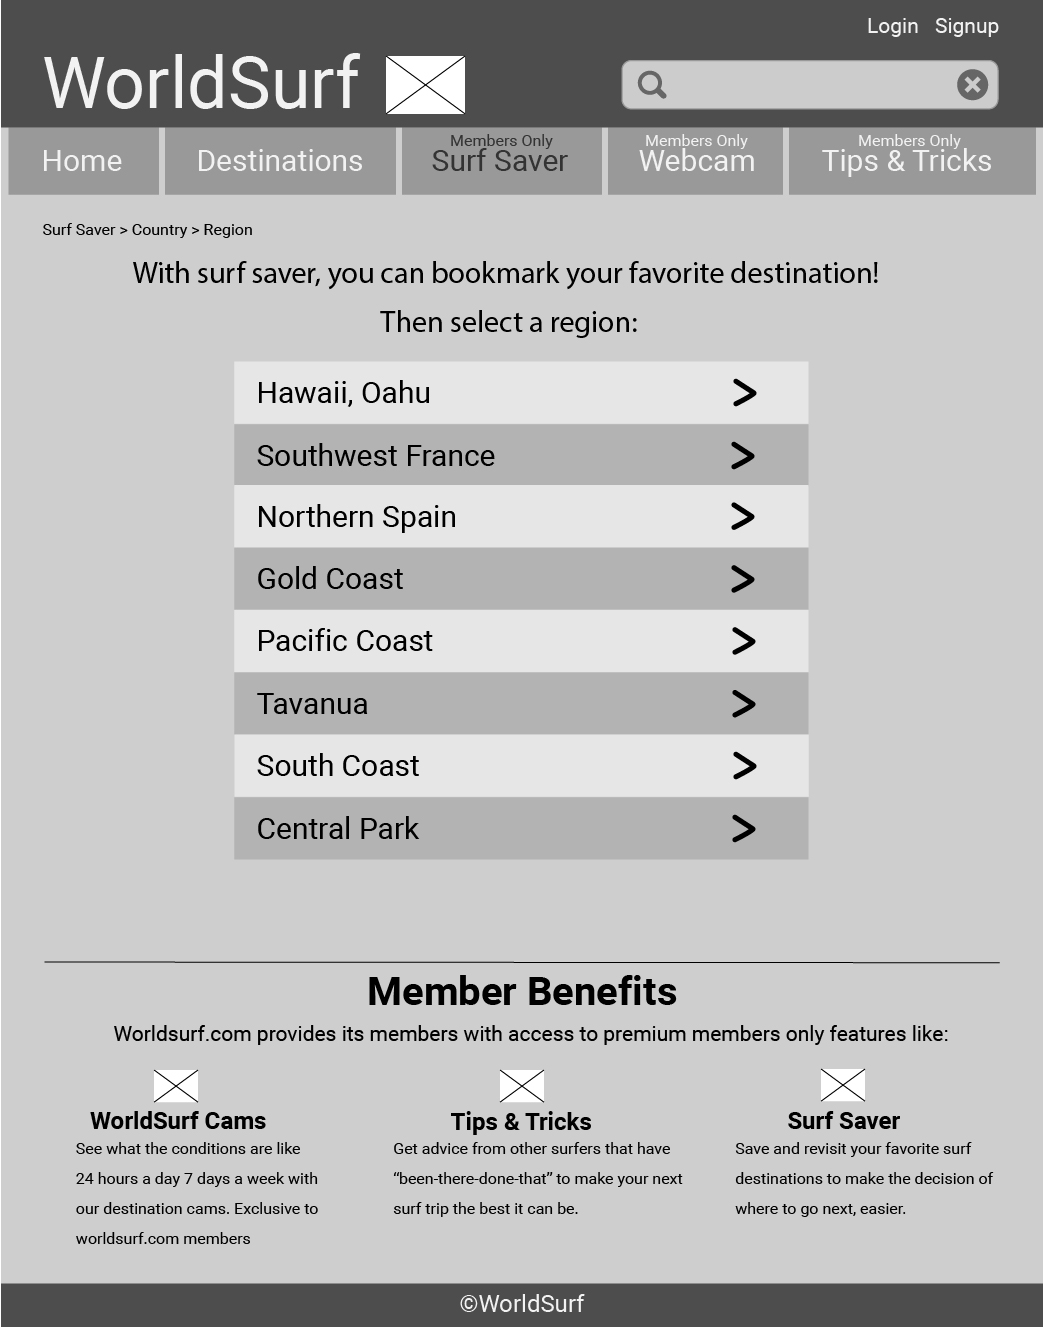 Login Signup
WorldSurf
Members Only Members Only Members Only
Home Destinations Surf Saver Webcam Tips & Tricks
Surf Saver > Country > Region
With surf saver, you can bookmark your favorite destination!
Then select a region:
Hawaii, Oahu >
Southwest France >
Northern Spain >
Gold Coast >
Pacific Coast >
Tavanua >
South Coast >
Central Park >
Member Benefits
Worldsurf.com provides its members with access to premium members only features like:
WorldSurf Cams
See what the conditions are like
24 hours a day 7 days a week with
our destination cams. Exclusive to
worldsurf.com members
Tips & Tricks
Get advice from other surfers that have
“been-there-done-that” to make your next
surf trip the best it can be.
Surf Saver
Save and revisit your favorite surf
destinations to make the decision of
where to go next, easier.
©WorldSurf